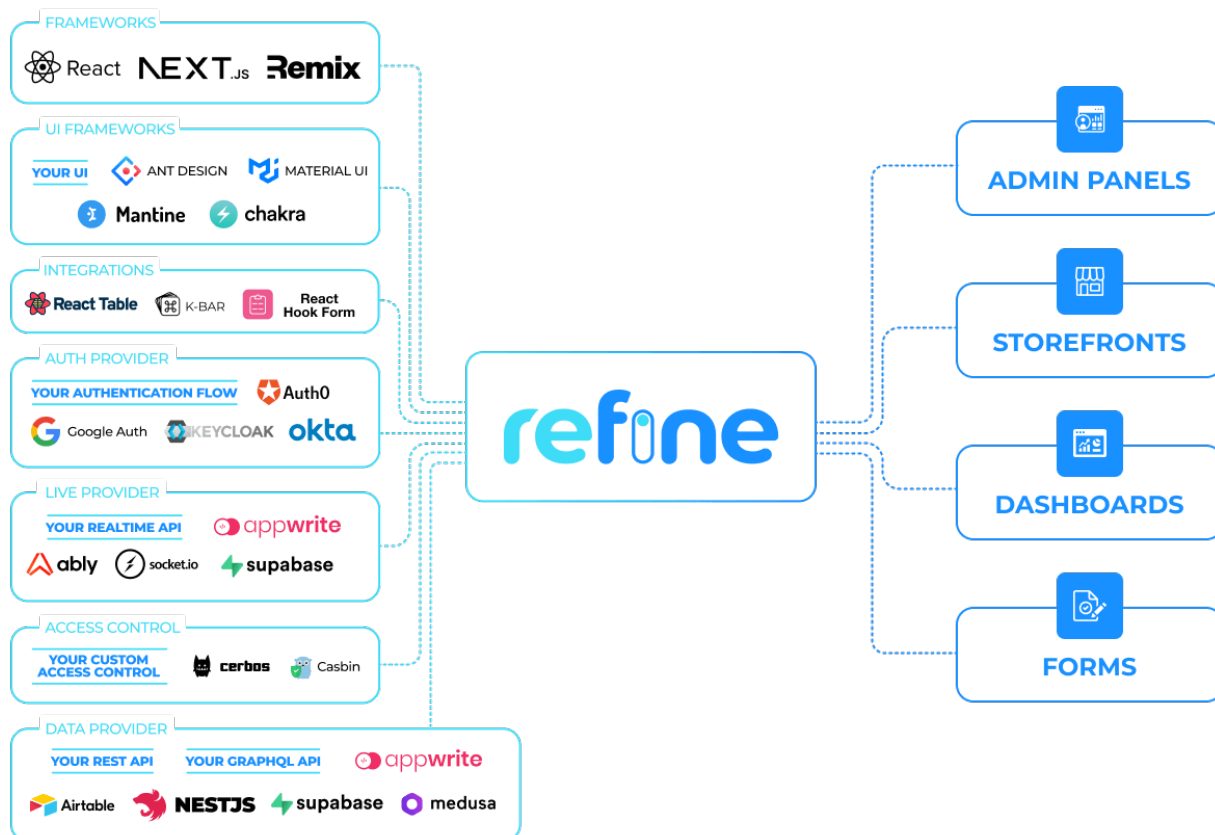 FRAMEWORKS
React NEXT.JS Remix
UI FRAMEWORKS
YOUR UI ANT DESIGN MATERIAL UI
Mantine chakra
INTEGRATIONS
React Table K-BAR React Hook Form
AUTH PROVIDER
YOUR AUTHENTICATION FLOW Auth0
Google Auth KEYCLOAK okta
LIVE PROVIDER
YOUR REALTIME API appwrite
ably socket.io supabase
ACCESS CONTROL
YOUR CUSTOM
ACCESS CONTROL
cerbos Casbin
DATA PROVIDER
YOUR REST API YOUR GRAPHQL API appwrite
Airtable NESTJS supabase medusa
refine
ADMIN PANELS
STOREFRONTS
DASHBOARDS
FORMS